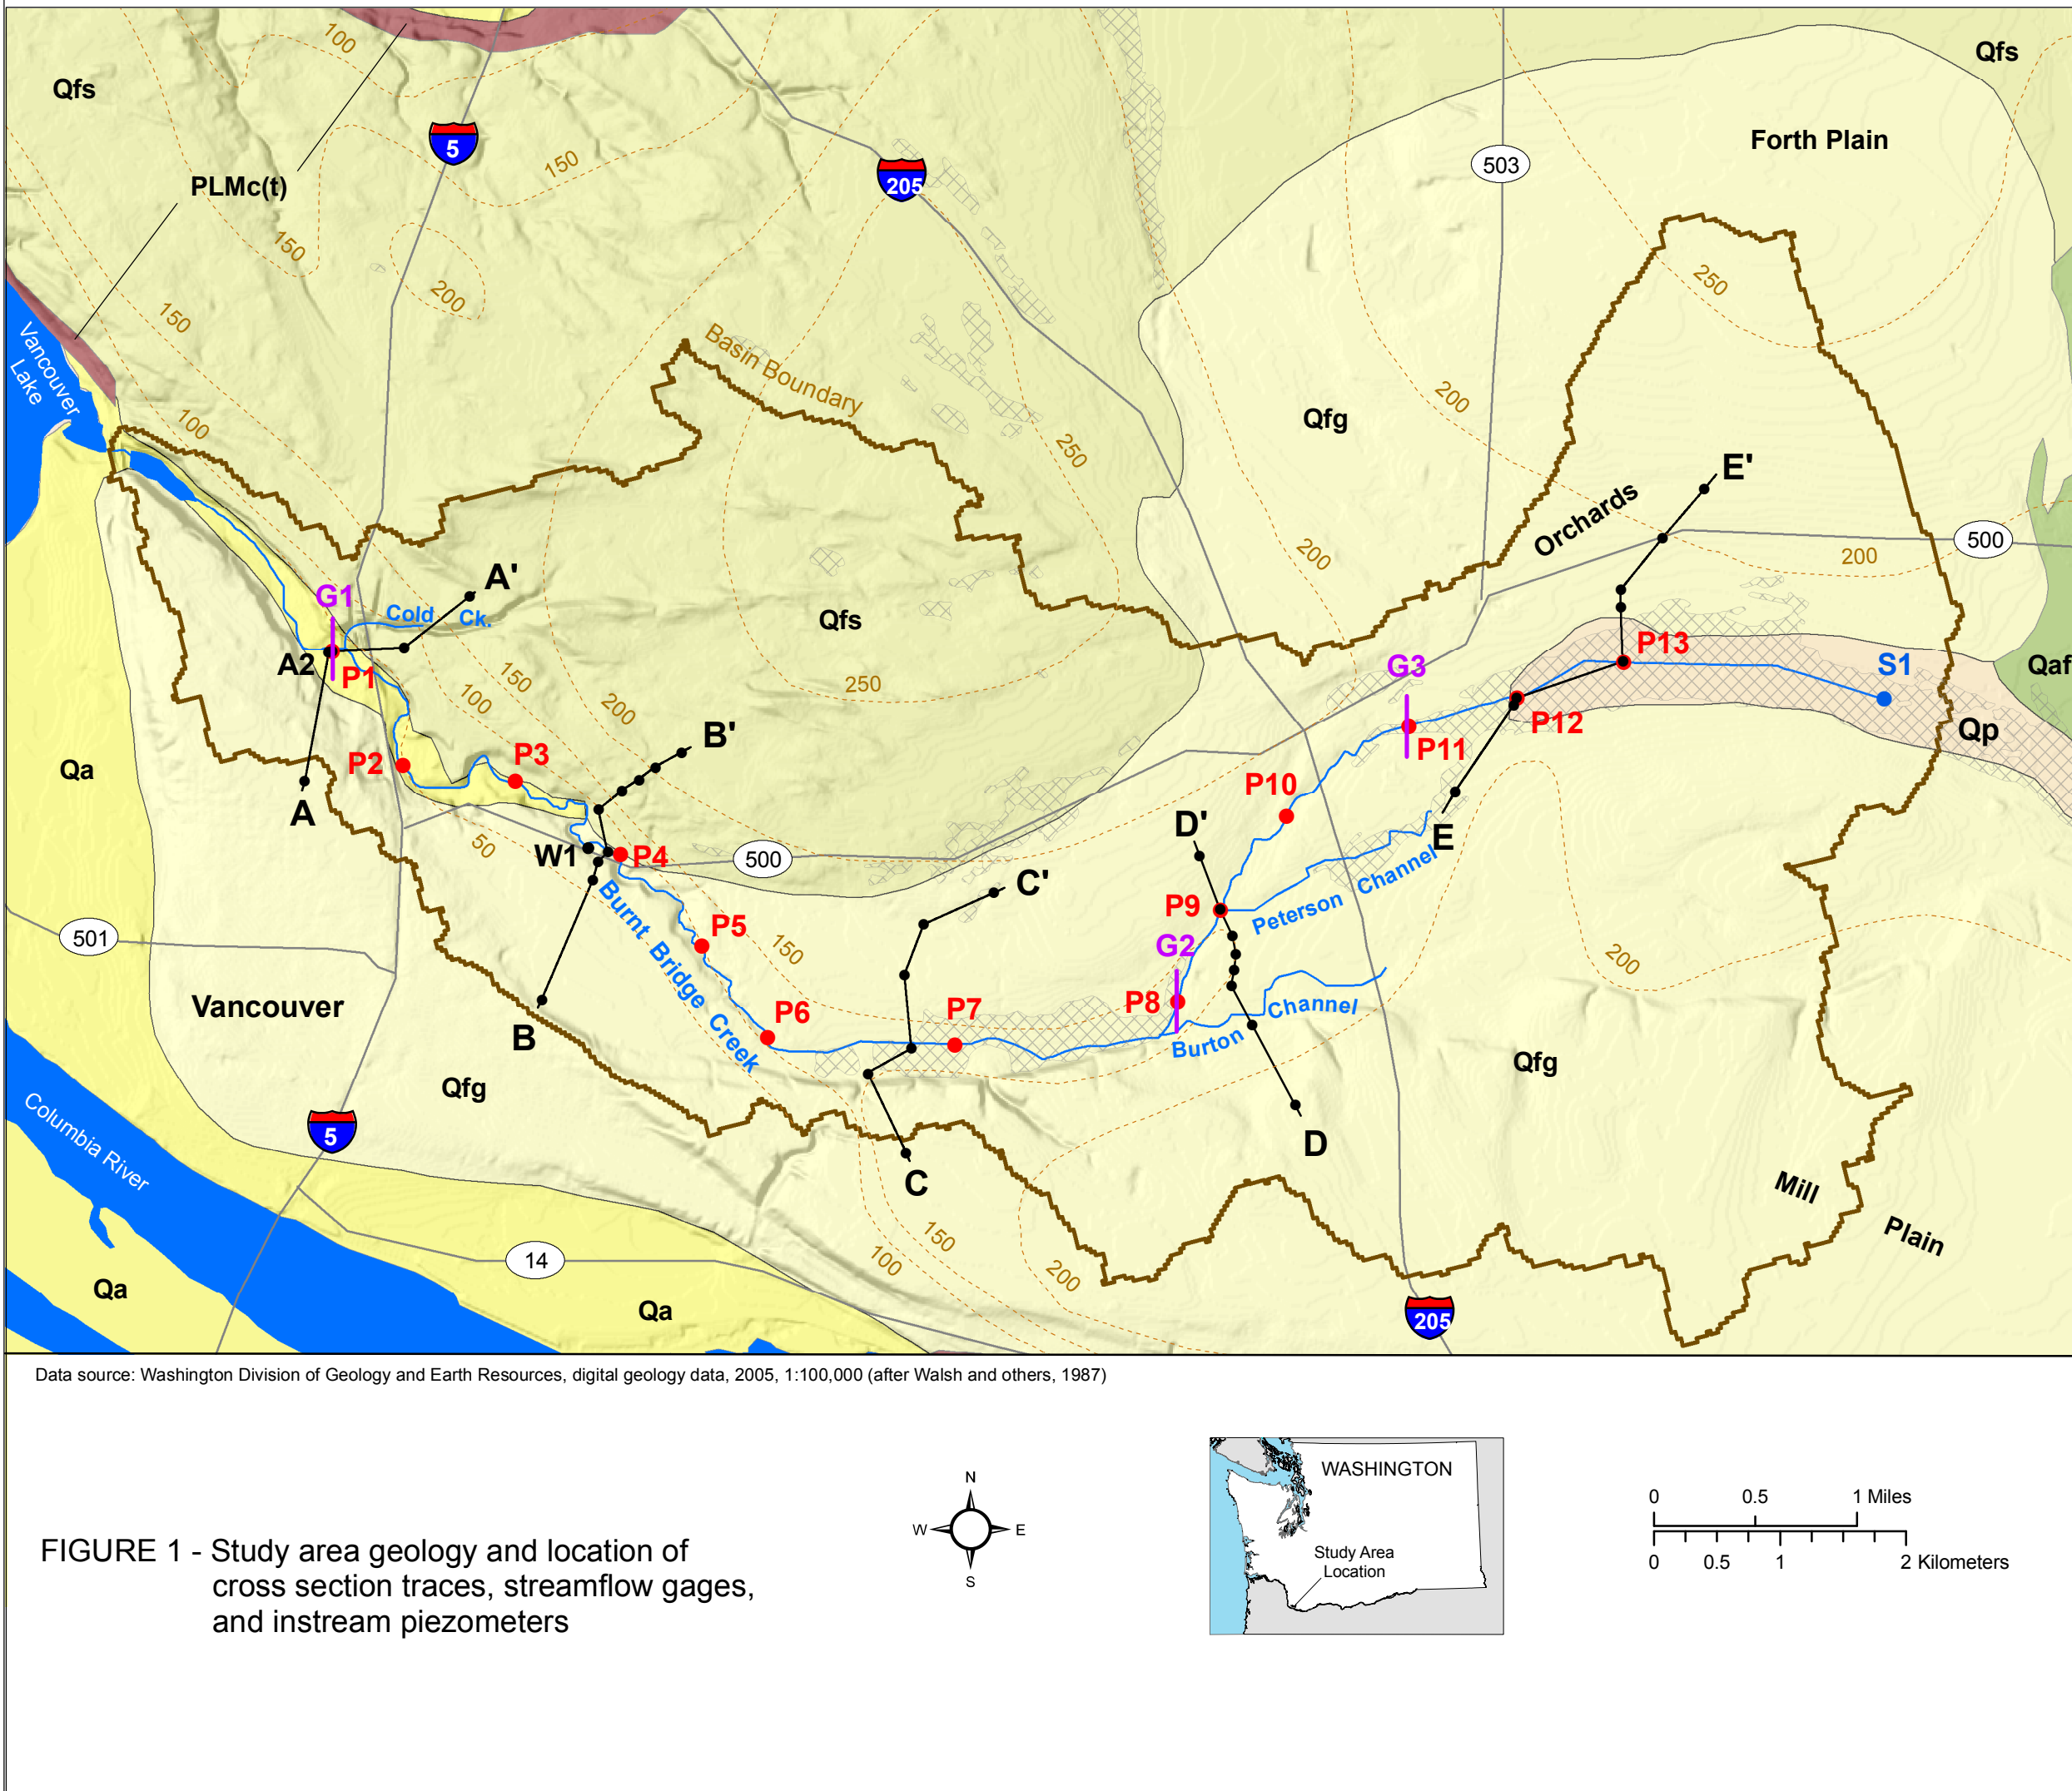 Qfs
100
5
150
205
PLMc(t)
150
200
150
100
Vancouver
Lake
Basin Boundary
250
Qfs
Forth Plain
503
250
200
Qfg
200
E'
Orchards
500
200
A'
G1
Cold Ck.
A2
P1
Qfs
150
100
200
250
G3
P13
S1
Qaf
Qp
P12
P11
P10
B'
P3
P2
Qa
A
50
W1
P4
500
D'
E
C'
Peterson Channel
P9
G2
P5
501
Burnt Bridge Creek
150
200
Vancouver
B
P6
P7
P8
Channel
Burton
Qfg
Qfg
Columbia River
5
D
C
Mill
Plain
150
100
200
14
Qa
Qa
205
Data source: Washington Division of Geology and Earth Resources, digital geology data, 2005, 1:100,000 (after Walsh and others, 1987)
N
W E
S
WASHINGTON
Study Area
Location
0 0.5 1 Miles
0 0.5 1 2 Kilometers
FIGURE 1 - Study area geology and location of
cross section traces, streamflow gages,
and instream piezometers